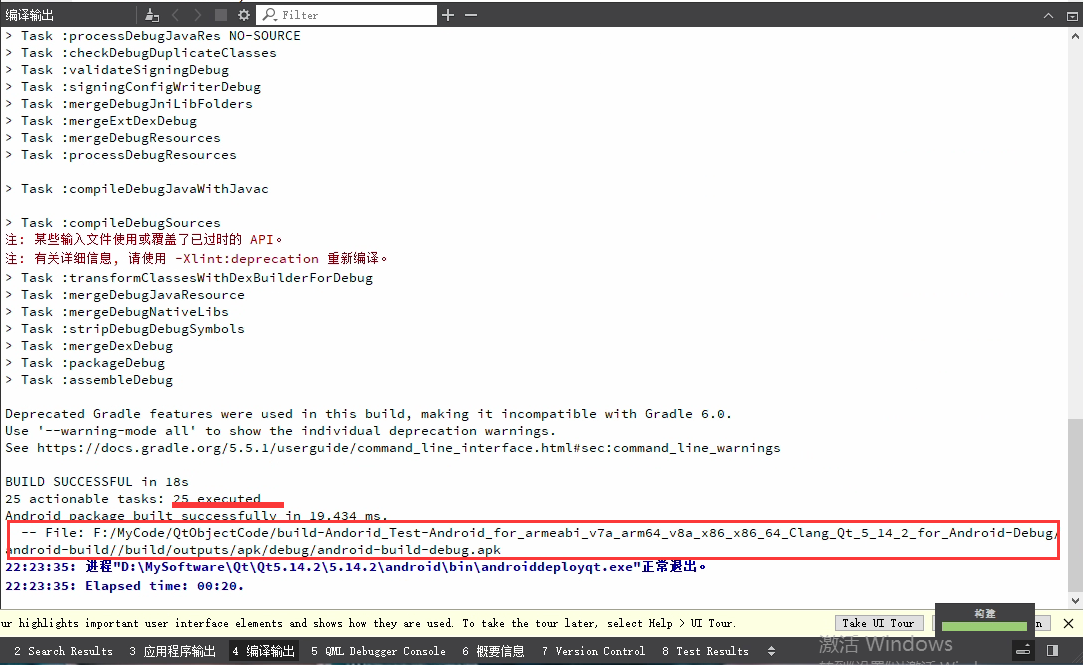 编译输出
Filter
> Task :processDebugJavaRes NO-SOURCE
> Task :checkDebugDuplicateClasses
> Task :validateSigningDebug
> Task :signingConfigWriterDebug
> Task :mergeDebugJniLibFolders
> Task :mergeExtDexDebug
> Task :mergeDebugResources
> Task :processDebugResources
> Task :compileDebugJavaWithJavac
> Task :compileDebugSources
注: 某些输入文件使用或覆盖了已过时的 API。
注: 有关详细信息, 请使用 -Xlint:deprecation 重新编译。
> Task :transformClassesWithDexBuilderForDebug
> Task :mergeDebugJavaResource
> Task :mergeDebugNativeLibs
> Task :stripDebugDebugSymbols
> Task :mergeDexDebug
> Task :packageDebug
> Task :assembleDebug
Deprecated Gradle features were used in this build, making it incompatible with Gradle 6.0.
Use '--warning-mode all' to show the individual deprecation warnings.
See https://docs.gradle.org/5.5.1/userguide/command_line_interface.html#sec:command_line_warnings
BUILD SUCCESSFUL in 18s
25 actionable tasks: 25 executed
Android package built successfully in 19.434 ms.
-- File: F:/MyCode/QtObjectCode/build-Andorid_Test-Android_for_armeabi_v7a_arm64_v8a_x86_x86_64_Clang_Qt_5_14_2_for_Android-Debug/
android-build//build/outputs/apk/debug/android-build-debug.apk
22:23:35: 进程"D:\MySoftware\Qt\Qt5.14.2\5.14.2\android\bin\androiddeployqt.exe"正常退出。
22:23:35: Elapsed time: 00:20.
ur highlights important user interface elements and shows how they are used. To take the tour later, select Help > UI Tour.
Take UI Tour
构建
激活 Windows
2 Search Results 3 应用程序输出 4 编译输出 5 QML Debugger Console 6 概要信息 7 Version Control 8 Test Results